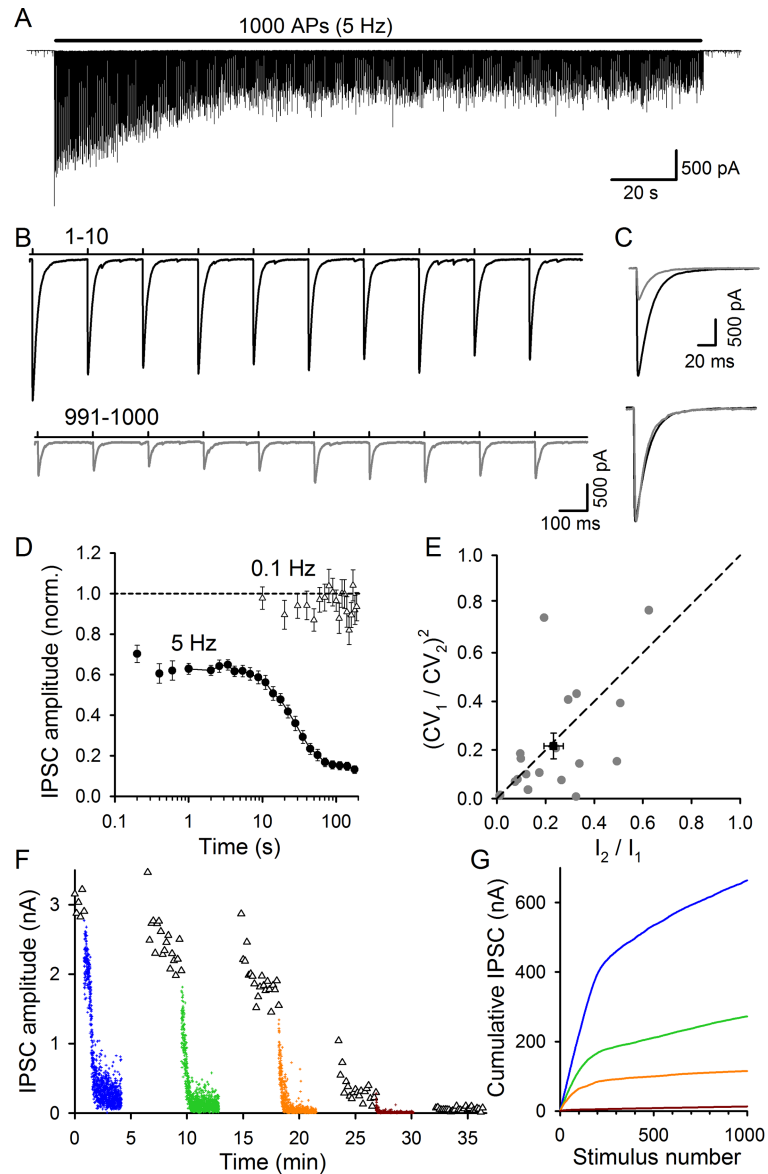 A
1000 APs (5 Hz)
500 pA
20 s
B
1-10
C
500 pA
20 ms
991-1000
500 pA
100 ms
D
1.2
1.0
0.8
0.6
0.4
0.2
0.0
0.1 Hz
5 Hz
IPSC amplitude (norm.)
0.1 1 10 100
Time (s)
E
1.0
0.8
0.6
0.4
0.2
0.0
(CV1 / CV2)2
0.0 0.2 0.4 0.6 0.8 1.0
I2 / I1
F
3
2
1
0
IPSC amplitude (nA)
0 5 10 15 20 25 30 35
Time (min)
G
600
400
200
0
Cumulative IPSC (nA)
0 500 1000
Stimulus number